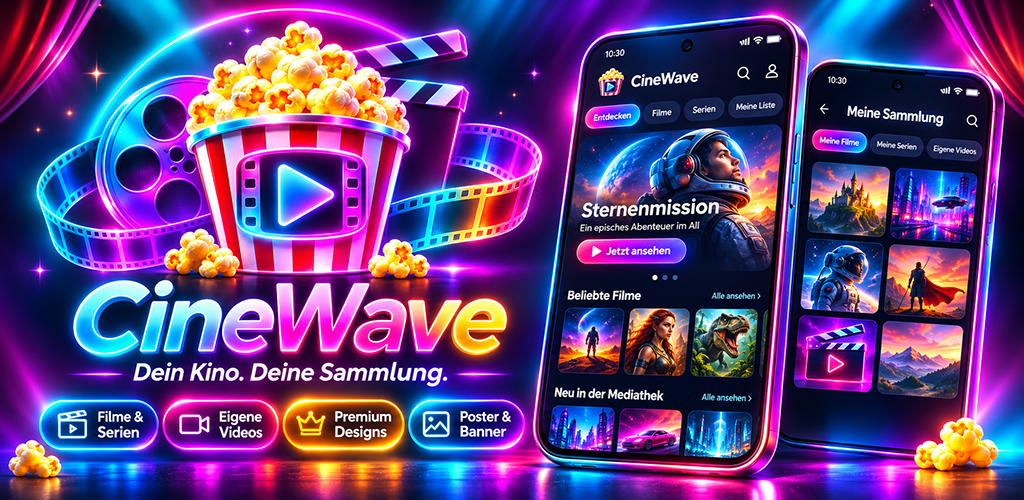 CineWave
Dein Kino. Deine Sammlung.
Filme &
Serien
Eigene
Videos
Premium
Designs
Poster &
Banner
10:30
CineWave
Entdecken
Filme
Serien
Meine Liste
Sternenmission
Ein episches Abenteuer im All
Jetzt ansehen
Beliebte Filme
Alle ansehen >
Neu in der Mediathek
Alle ansehen >
10:30
Meine Sammlung
Meine Filme
Meine Serien
Eigene Videos